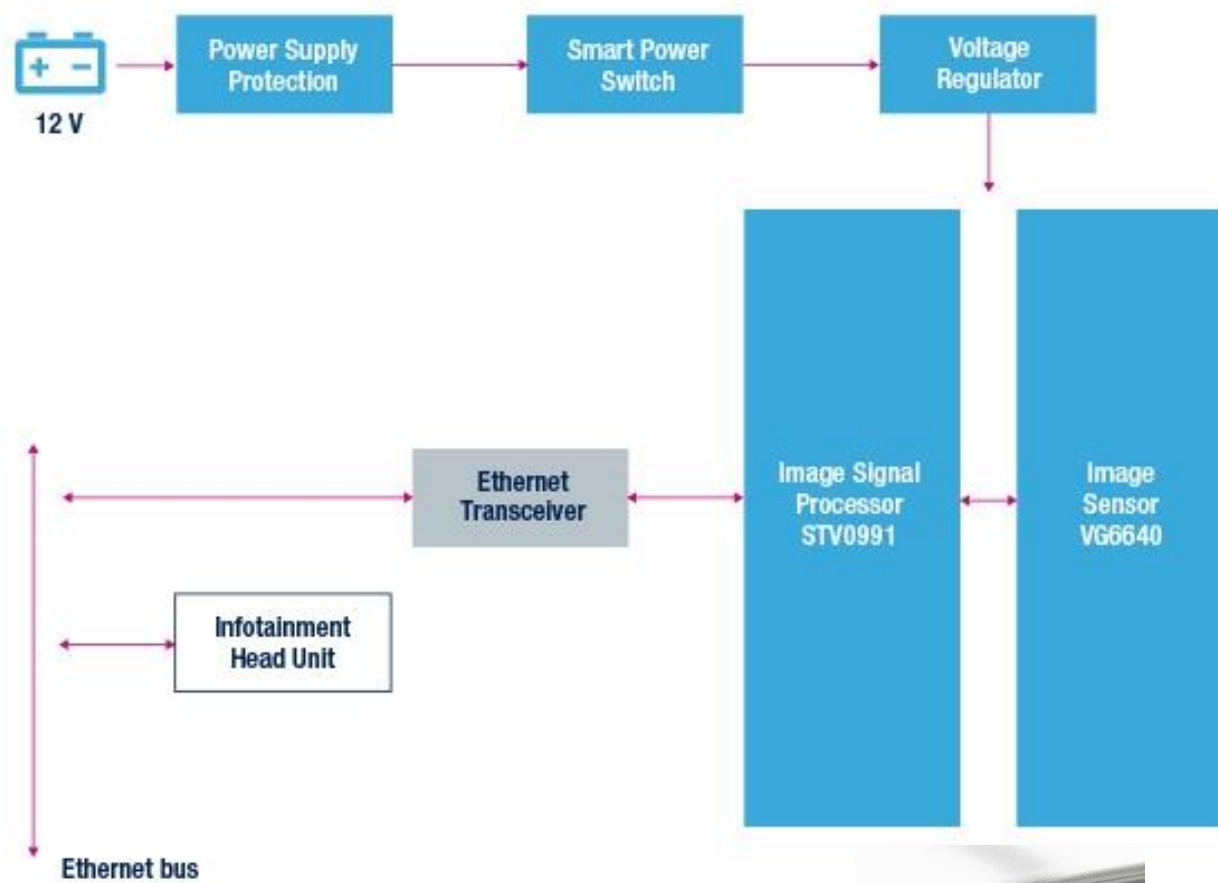 Power Supply
Protection
Smart Power
Switch
Voltage
Regulator
+ −
12 V
Ethernet
Transceiver
Image Signal
Processor
STV0991
Image
Sensor
VG6640
Infotainment
Head Unit
Ethernet bus